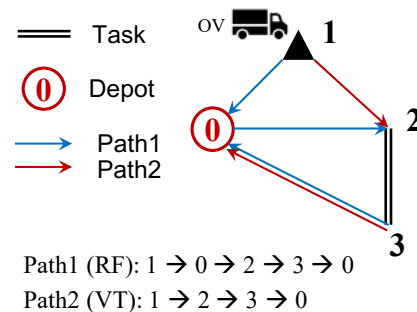 OV
1
Task
0 Depot
0
2
Path1
Path2
3
Path1 (RF): 1 → 0 → 2 → 3 → 0
Path2 (VT): 1 → 2 → 3 → 0